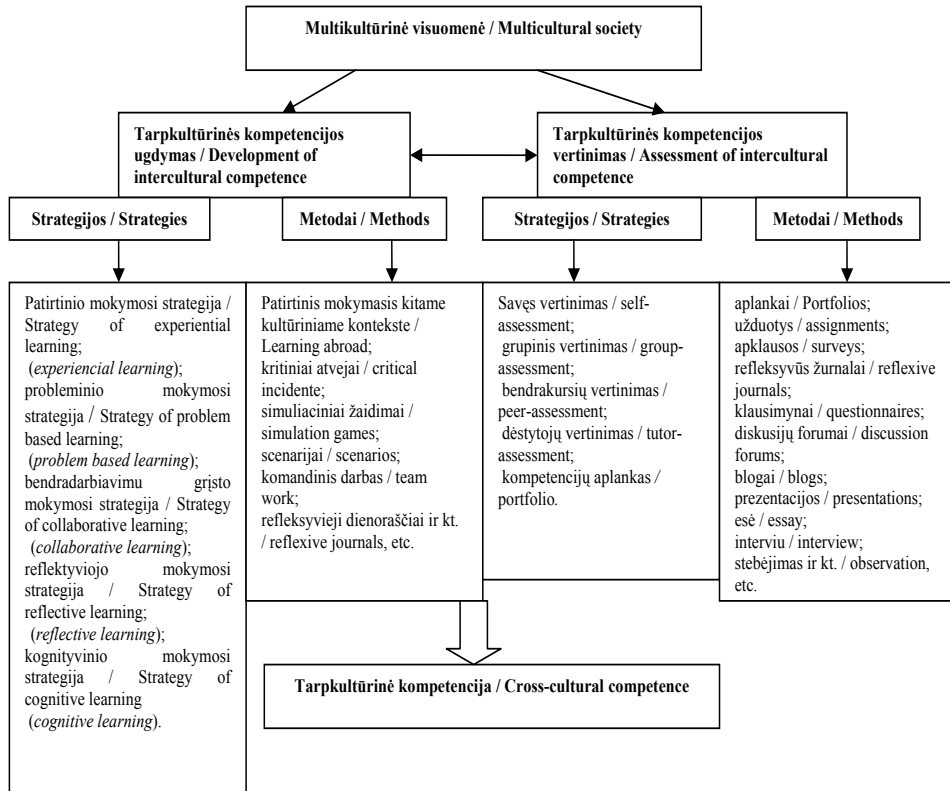 Multikultūrinė visuomenė / Multicultural society
Tarpkultūrinės kompetencijos
ugdymas / Development of
intercultural competence
Tarpkultūrinės kompetencijos
vertinimas / Assessment of intercultural
competence
Strategijos / Strategies
Metodai / Methods
Strategijos / Strategies
Metodai / Methods
Patirtinio mokymosi strategija /
Strategy of experiential
learning;
(experiencial learning);
probleminio mokymosi
strategija / Strategy of problem
based learning;
(problem based learning);
bendradarbiavimu grįsto
mokymosi strategija / Strategy
of collaborative learning;
(collaborative learning);
reflektyviojo mokymosi
strategija / Strategy of
reflective learning;
(reflective learning);
kognityvinio mokymosi
strategija / Strategy of
cognitive learning
(cognitive learning).
Patirtinis mokymasis kitame
kultūriniame kontekste /
Learning abroad;
kritiniai atvejai / critical
incidente;
simuliaciniai žaidimai /
simulation games;
scenarijai / scenarios;
komandinis darbas / team
work;
refleksyvieji dienoraščiai ir kt.
/ reflexive journals, etc.
Savęs vertinimas / self-
assessment;
grupinis vertinimas / group-
assessment;
bendrakursių vertinimas /
peer-assessment;
dėstytojų vertinimas / tutor-
assessment;
kompetencijų aplankas /
portfolio.
aplankai / Portfolios;
užduotys / assignments;
apklausos / surveys;
refleksyvūs žurnalai / reflexive
journals;
klausimynai / questionnaires;
diskusijų forumai / discussion
forums;
blogai / blogs;
prezentacijos / presentations;
esė / essay;
interviu / interview;
stebėjimas ir kt. / observation,
etc.
Tarpkultūrinė kompetencija / Cross-cultural competence